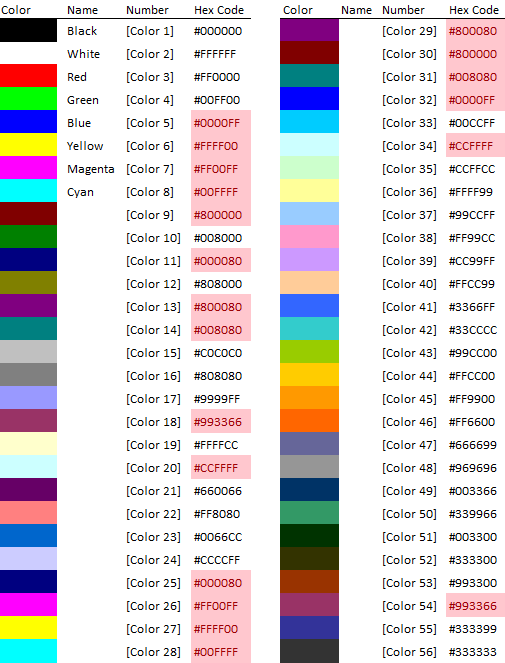 Color Name Number Hex Code
Black [Color 1] #000000
White [Color 2] #FFFFFF
Red [Color 3] #FF0000
Green [Color 4] #00FF00
Blue [Color 5] #0000FF
Yellow [Color 6] #FFFF00
Magenta [Color 7] #FF00FF
Cyan [Color 8] #00FFFF
[Color 9] #800000
[Color 10] #008000
[Color 11] #000080
[Color 12] #808000
[Color 13] #800080
[Color 14] #008080
[Color 15] #C0C0C0
[Color 16] #808080
[Color 17] #9999FF
[Color 18] #993366
[Color 19] #FFFFCC
[Color 20] #CCFFFF
[Color 21] #660066
[Color 22] #FF8080
[Color 23] #0066CC
[Color 24] #CCCCFF
[Color 25] #000080
[Color 26] #FF00FF
[Color 27] #FFFF00
[Color 28] #00FFFF
Color Name Number Hex Code
[Color 29] #800080
[Color 30] #800000
[Color 31] #008080
[Color 32] #0000FF
[Color 33] #00CCFF
[Color 34] #CCFFFF
[Color 35] #CCFFCC
[Color 36] #FFFF99
[Color 37] #99CCFF
[Color 38] #FF99CC
[Color 39] #CC99FF
[Color 40] #FFCC99
[Color 41] #3366FF
[Color 42] #33CCCC
[Color 43] #99CC00
[Color 44] #FFCC00
[Color 45] #FF9900
[Color 46] #FF6600
[Color 47] #666699
[Color 48] #969696
[Color 49] #003366
[Color 50] #339966
[Color 51] #003300
[Color 52] #333300
[Color 53] #993300
[Color 54] #993366
[Color 55] #333399
[Color 56] #333333